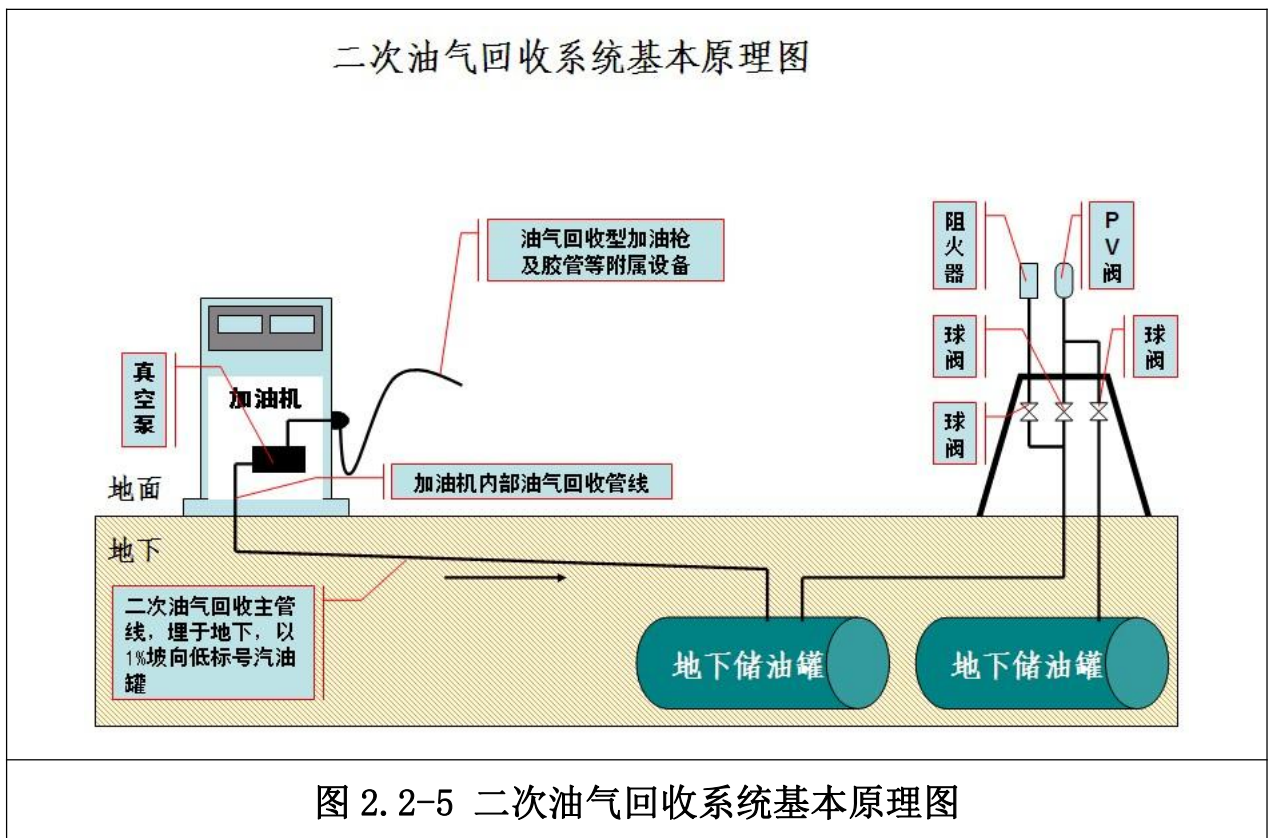 二次油气回收系统基本原理图
油气回收型加油枪
及胶管等附属设备
阻
火
器
P
V
阀
球
阀
球
阀
球
阀
真
空
泵
加油机
加油机内部油气回收管线
地面
地下
二次油气回收主管
线，埋于地下，以
1%坡向低标号汽油
罐
地下储油罐
地下储油罐
图 2.2-5 二次油气回收系统基本原理图